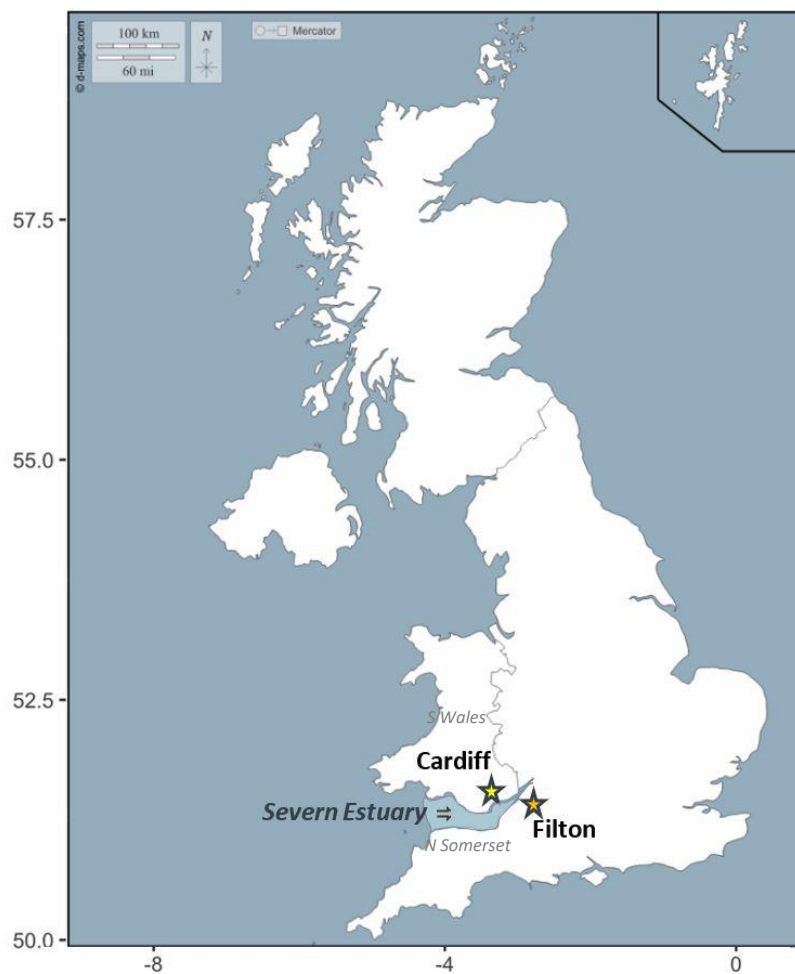 100 km
60 mi
N
Mercator
© d-maps.com
57.5
55.0
52.5
50.0
S Wales
Cardiff
Severn Estuary
Filton
N Somerset
-8
-4
0